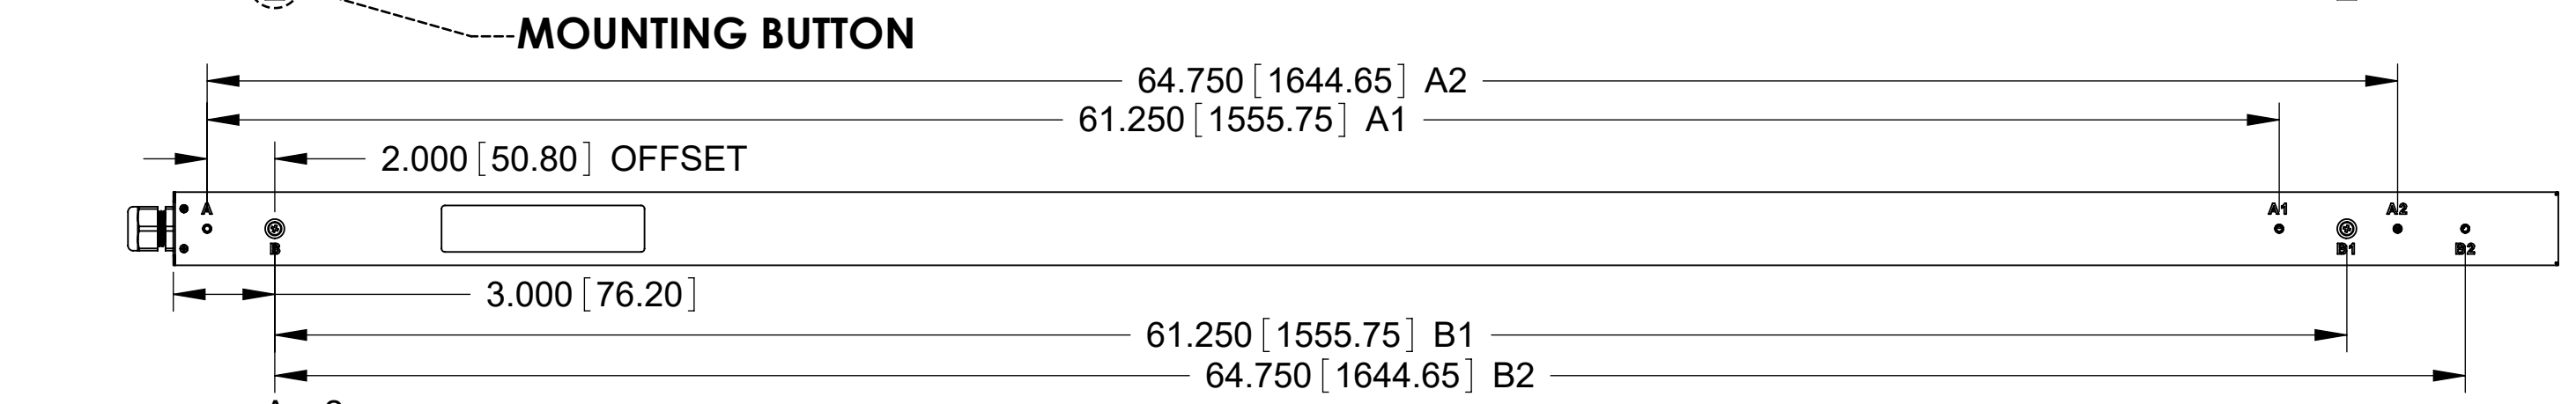 MOUNTING BUTTON
64.750 [1644.65] A2
61.250 [1555.75] A1
2.000 [50.80] OFFSET
A
A1
A2
B
B1
B2
3.000 [76.20]
61.250 [1555.75] B1
64.750 [1644.65] B2